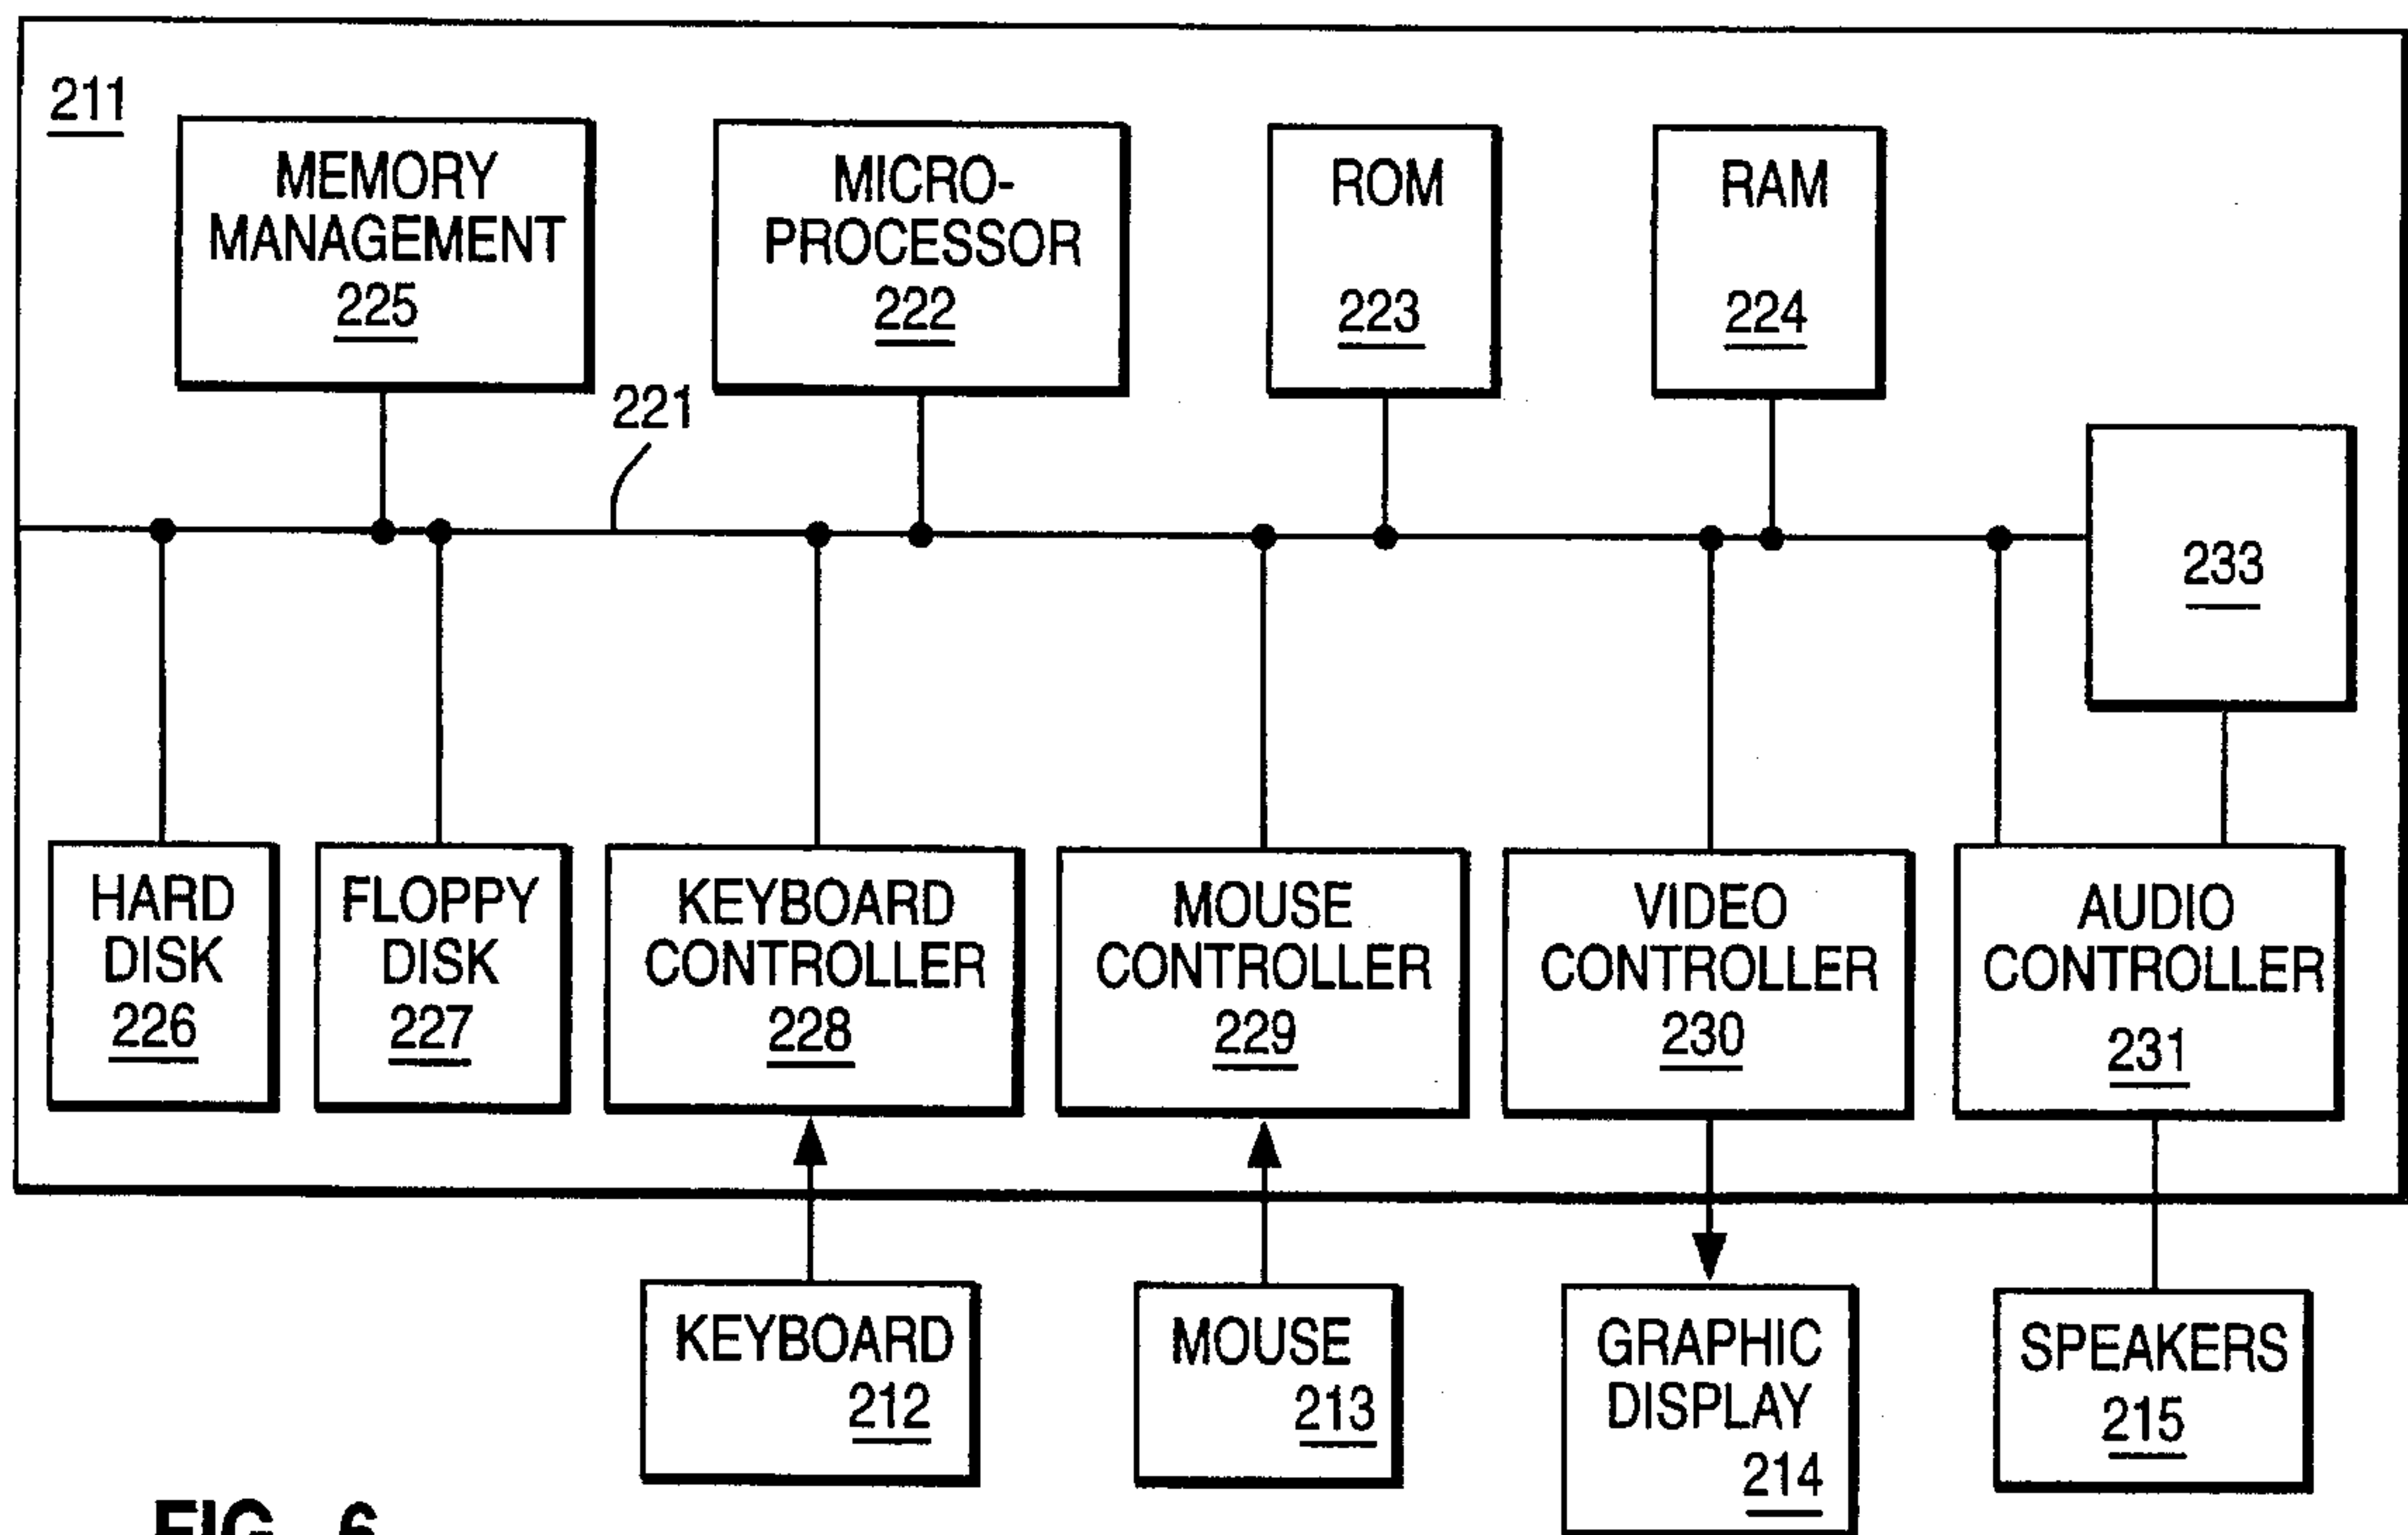 211
MEMORY
MANAGEMENT
225
MICRO-
PROCESSOR
222
ROM
223
RAM
224
221
233
HARD
DISK
226
FLOPPY
DISK
227
KEYBOARD
CONTROLLER
228
MOUSE
CONTROLLER
229
VIDEO
CONTROLLER
230
AUDIO
CONTROLLER
231
KEYBOARD
212
MOUSE
213
GRAPHIC
DISPLAY
214
SPEAKERS
215
FIG. 6